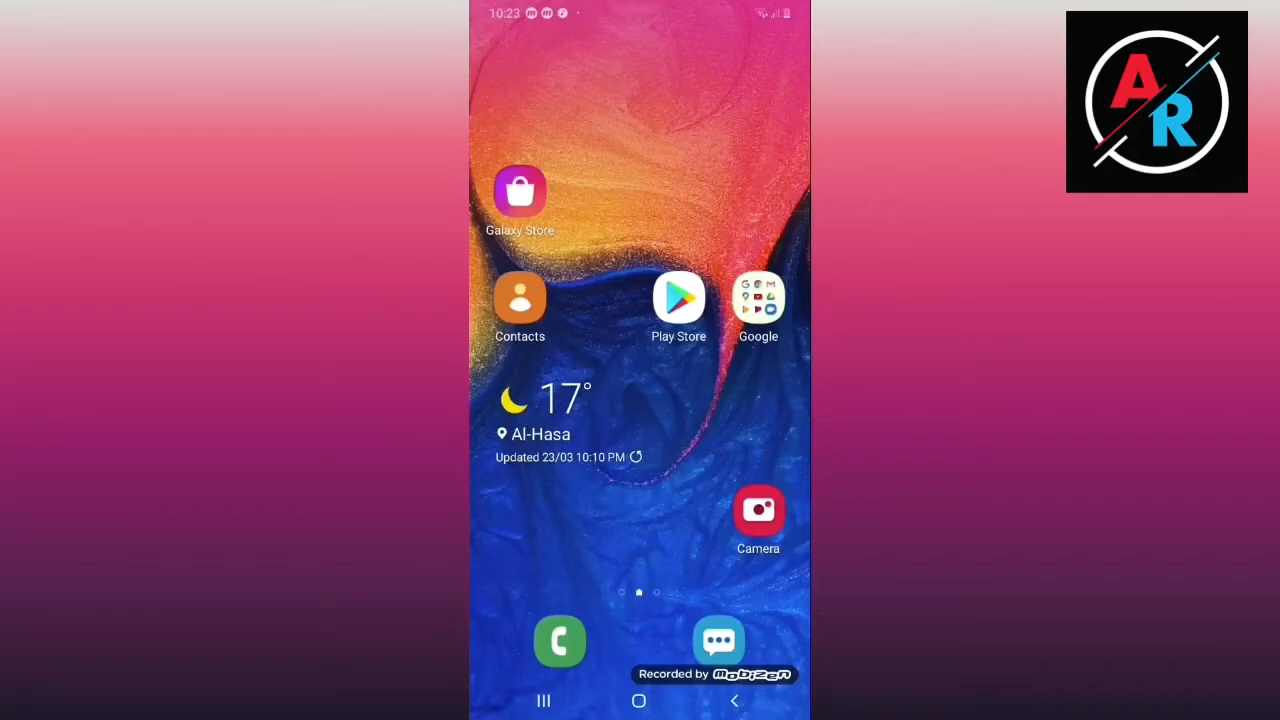 10:23
A
R
Galaxy Store
Contacts
Play Store
Google
17°
Al-Hasa
Updated 23/03 10:10 PM
Camera
Recorded by mobizen